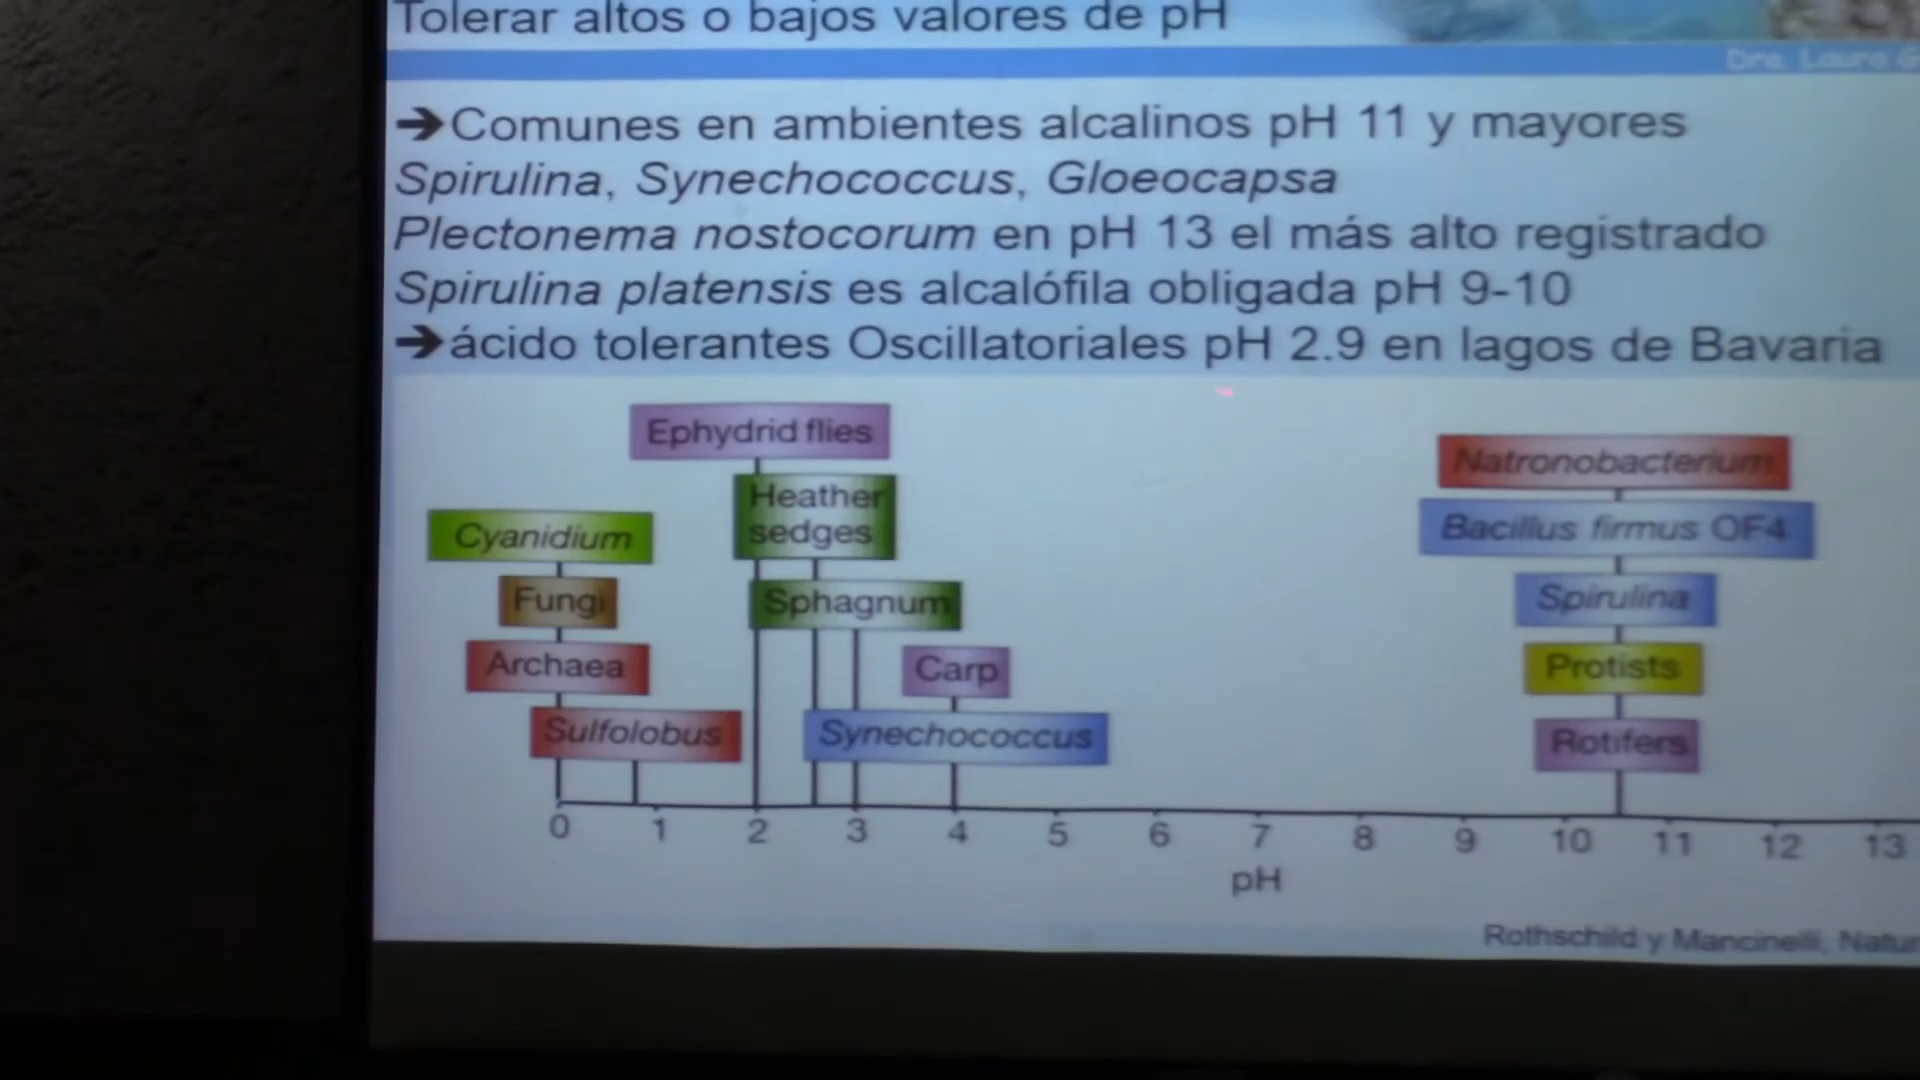 Tolerar altos o bajos valores de pH
Dra. Laura
➔Comunes en ambientes alcalinos pH 11 y mayores
Spirulina, Synechococcus, Gloeocapsa
Plectonema nostocorum en pH 13 el más alto registrado
Spirulina platensis es alcalófila obligada pH 9-10
➔ácido tolerantes Oscillatoriales pH 2.9 en lagos de Bavaria
Ephydrid flies
Heather
sedges
Cyanidium
Fungi
Sphagnum
Archaea
Carp
Sulfolobus
Synechococcus
Natronobacterium
Bacillus firmus OF4
Spirulina
Protists
Rotifers
0 1 2 3 4 5 6 7 8 9 10 11 12 13
pH
Rothschild y Mancinelli, Natur